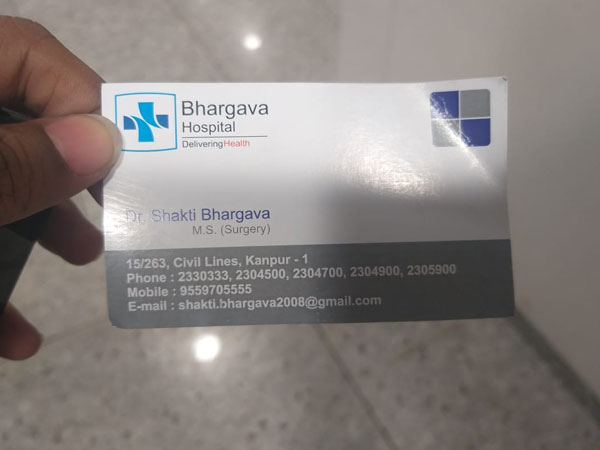 Bhargava
Hospital
DeliveringHealth
Dr. Shakti Bhargava
M.S. (Surgery)
15/263, Civil Lines, Kanpur - 1
Phone : 2330333, 2304500, 2304700, 2304900, 2305900
Mobile : 9559705555
E-mail : shakti.bhargava2008@gmail.com